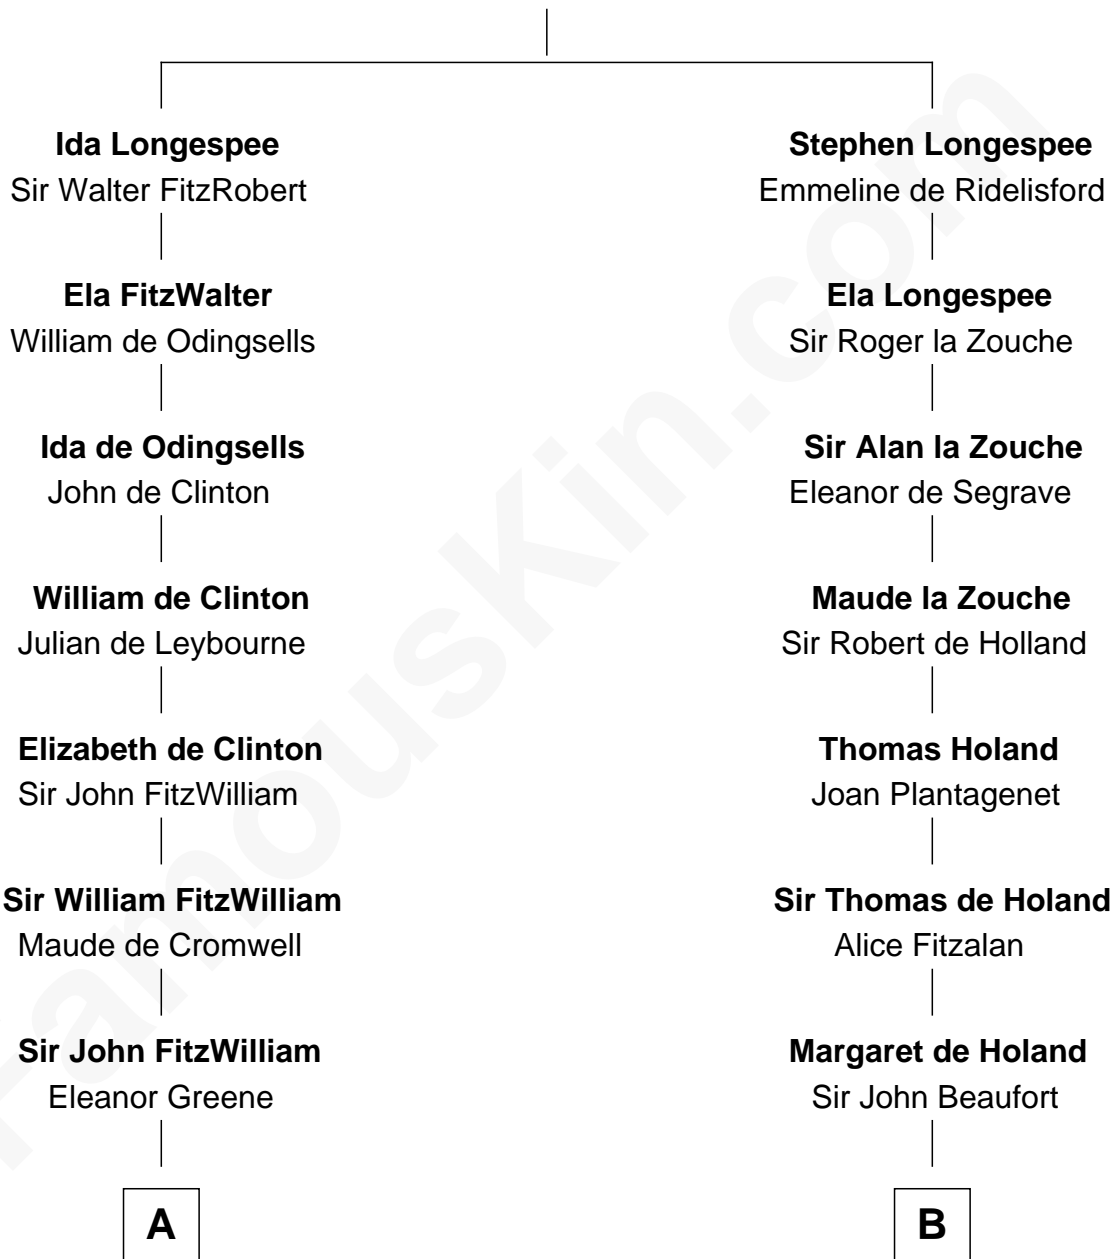 Ida Longespee
Sir Walter FitzRobert
Ela FitzWalter
William de Odingsells
Ida de Odingsells
John de Clinton
William de Clinton
Julian de Leybourne
Elizabeth de Clinton
Sir John FitzWilliam
Sir William FitzWilliam
Maude de Cromwell
Sir John FitzWilliam
Eleanor Greene
A
Stephen Longespee
Emmeline de Ridelisford
Ela Longespee
Sir Roger la Zouche
Sir Alan la Zouche
Eleanor de Segrave
Maude la Zouche
Sir Robert de Holland
Thomas Holand
Joan Plantagenet
Sir Thomas de Holand
Alice Fitzalan
Margaret de Holand
Sir John Beaufort
B
FamousKin.com